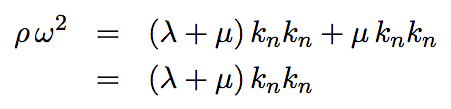 ρ ω² = (λ + μ) kₙkₙ + μ kₙkₙ
= (λ + μ) kₙkₙ